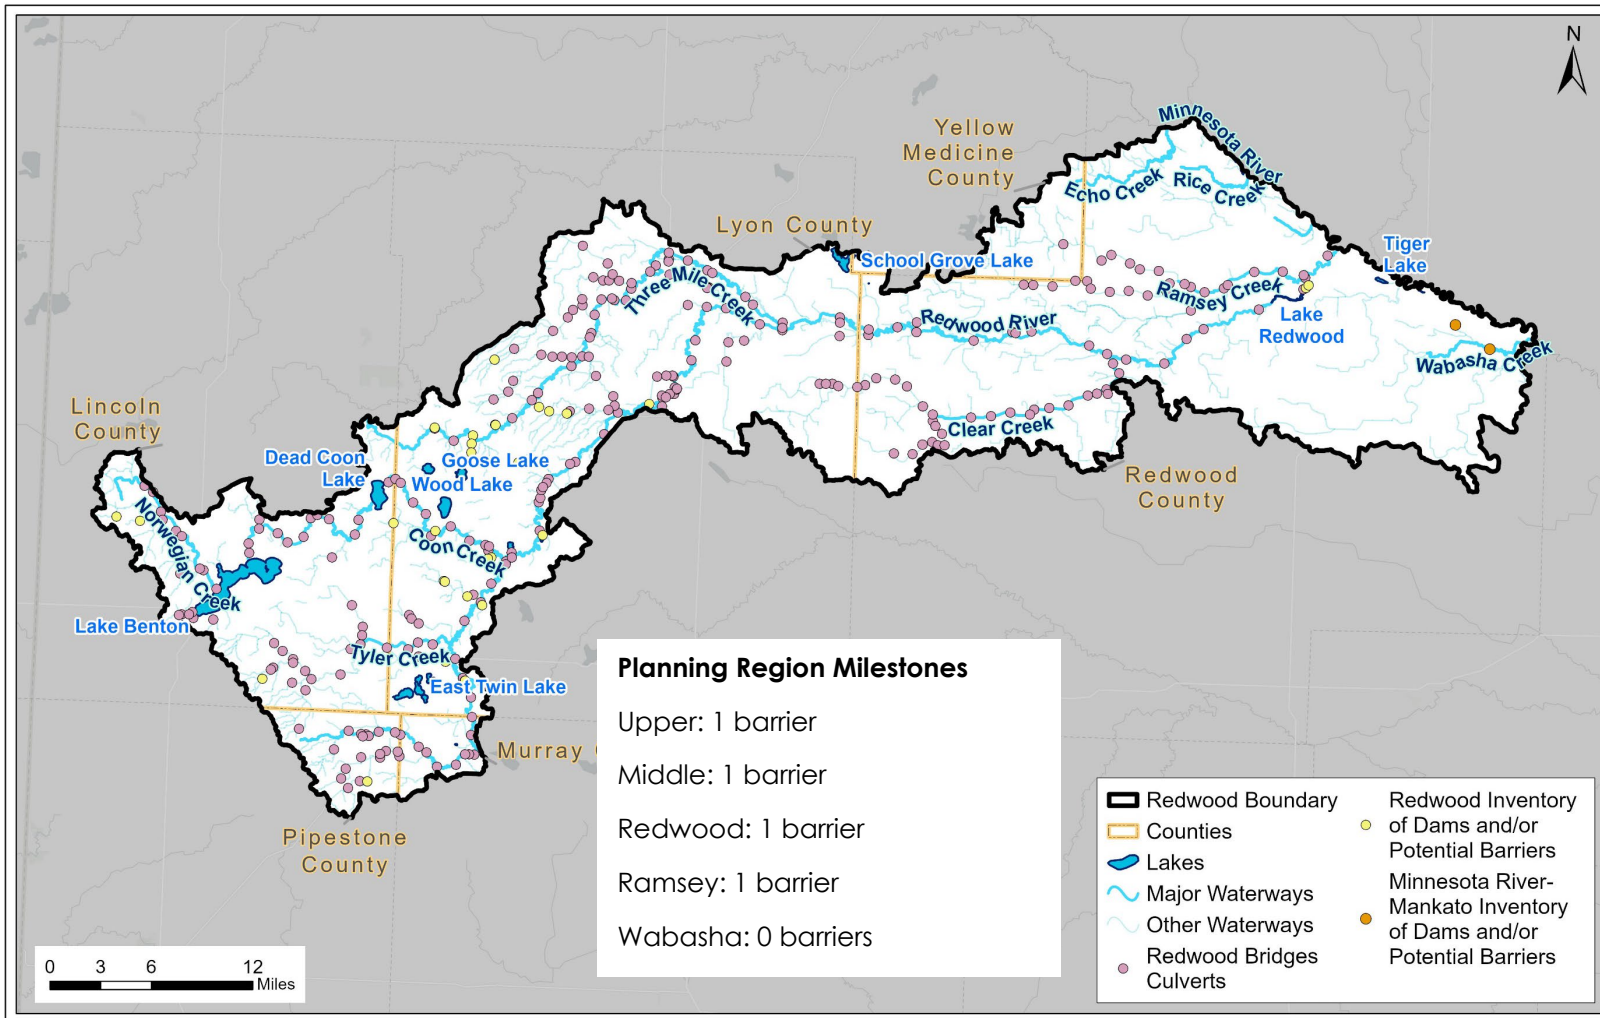 N
Minnesota River
Yellow
Medicine
County
Echo Creek
Rice Creek
Lyon County
School Grove Lake
Tiger
Lake
Three Mile Creek
Ramsey Creek
Redwood River
Lake
Redwood
Wabasha Creek
Lincoln
County
Clear Creek
Dead Coon
Lake
Goose Lake
Wood Lake
Redwood
County
Norwegian Creek
Coon Creek
Lake Benton
Tyler Creek
East Twin Lake
Murray C
Pipestone
County
Planning Region Milestones
Upper: 1 barrier
Middle: 1 barrier
Redwood: 1 barrier
Ramsey: 1 barrier
Wabasha: 0 barriers
Redwood Boundary
Counties
Lakes
Major Waterways
Other Waterways
Redwood Bridges
Culverts
Redwood Inventory
of Dams and/or
Potential Barriers
Minnesota River-
Mankato Inventory
of Dams and/or
Potential Barriers
0 3 6 12
Miles